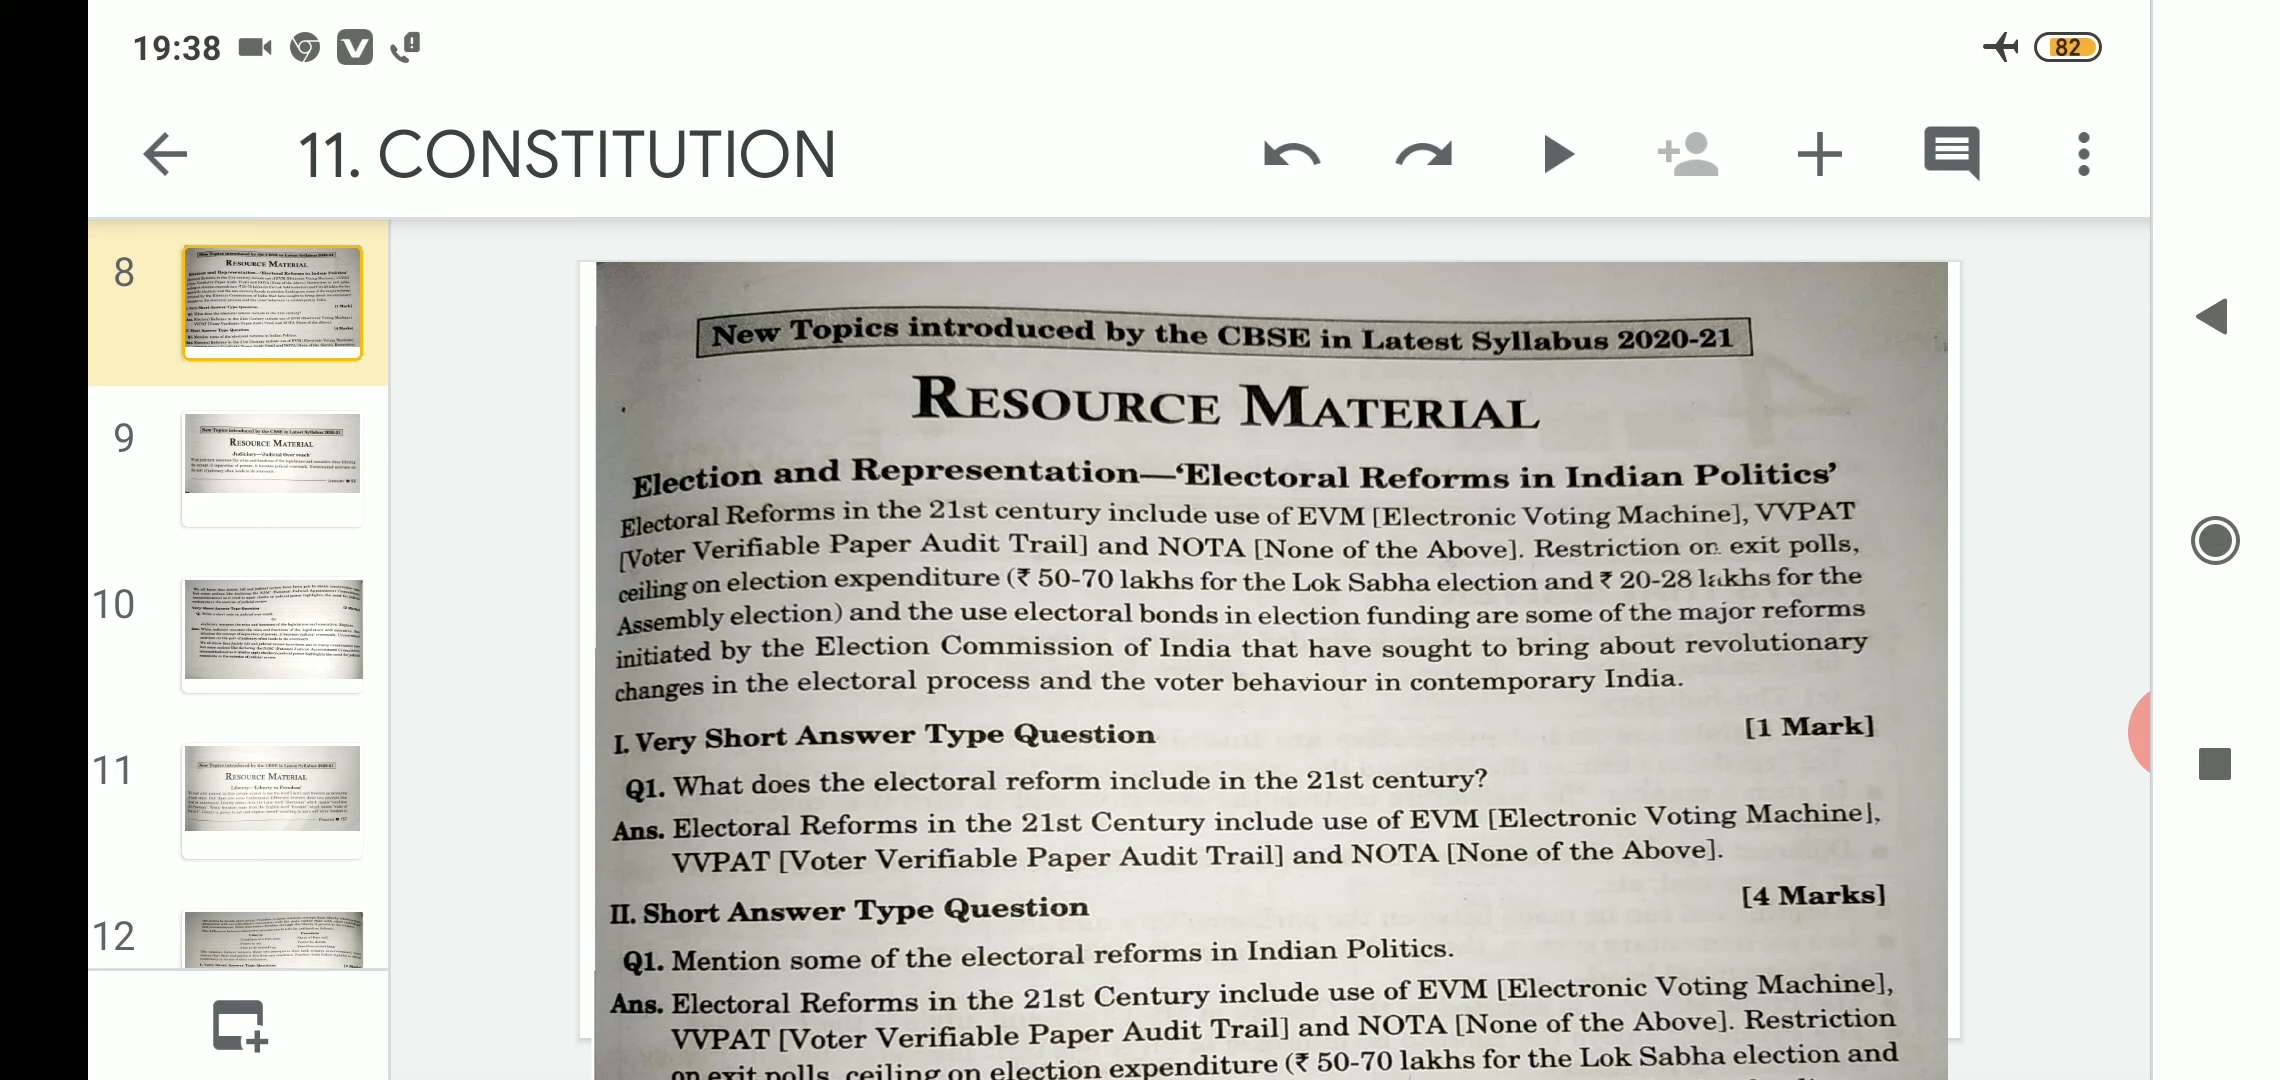 19:38
82
11. CONSTITUTION
8
9
10
11
12
New Topics introduced by the CBSE in Latest Syllabus 2020-21
RESOURCE MATERIAL
Election and Representation—‘Electoral Reforms in Indian Politics’
Electoral Reforms in the 21st century include use of EVM [Electronic Voting Machine], VVPAT
[Voter Verifiable Paper Audit Trail] and NOTA [None of the Above]. Restriction on exit polls,
ceiling on election expenditure (₹ 50-70 lakhs for the Lok Sabha election and ₹ 20-28 lakhs for the
Assembly election) and the use electoral bonds in election funding are some of the major reforms
initiated by the Election Commission of India that have sought to bring about revolutionary
changes in the electoral process and the voter behaviour in contemporary India.
I. Very Short Answer Type Question [1 Mark]
Q1. What does the electoral reform include in the 21st century?
Ans. Electoral Reforms in the 21st Century include use of EVM [Electronic Voting Machine],
VVPAT [Voter Verifiable Paper Audit Trail] and NOTA [None of the Above].
II. Short Answer Type Question [4 Marks]
Q1. Mention some of the electoral reforms in Indian Politics.
Ans. Electoral Reforms in the 21st Century include use of EVM [Electronic Voting Machine],
VVPAT [Voter Verifiable Paper Audit Trail] and NOTA [None of the Above]. Restriction
on exit polls, ceiling on election expenditure (₹ 50-70 lakhs for the Lok Sabha election and